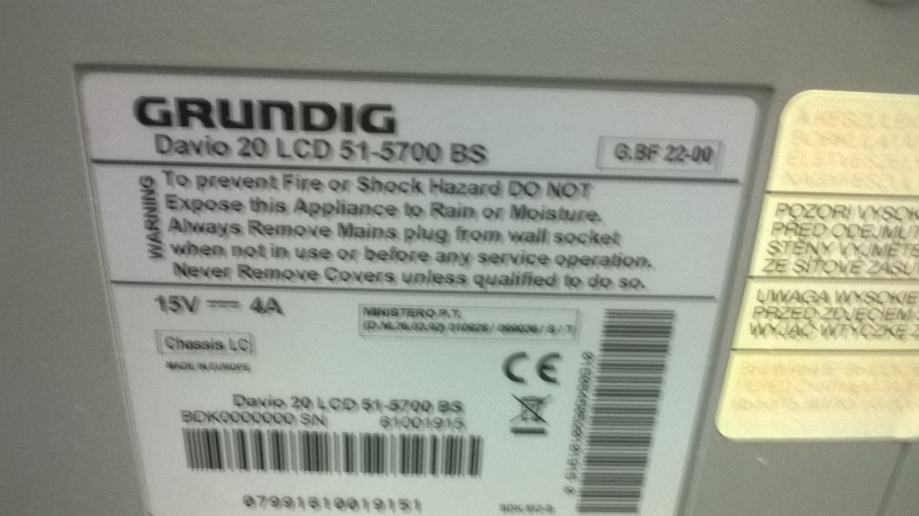 GRUNDIG
Davio 20 LCD 51-5700 BS
G.BF 22-00
WARNING
To prevent Fire or Shock Hazard DO NOT
Expose this Appliance to Rain or Moisture.
Always Remove Mains plug from wall socket
when not in use or before any service operation.
Never Remove Covers unless qualified to do so.
15V 4A
MINISTERO P.T.
Chassis LC
MADE IN EUROPE
CE
Davio 20 LCD 51-5700 BS
BDK0000000 SN 61001915
07991610019151
POZOR! VYSOK
PŘED ODEJMUT
STĚNY VYJMĚTE
ZE SÍŤOVÉ ZÁSU
UWAGA WYSOKIE
PRZED ZDJĘCIEM
WYJĄĆ WTYCZKĘ